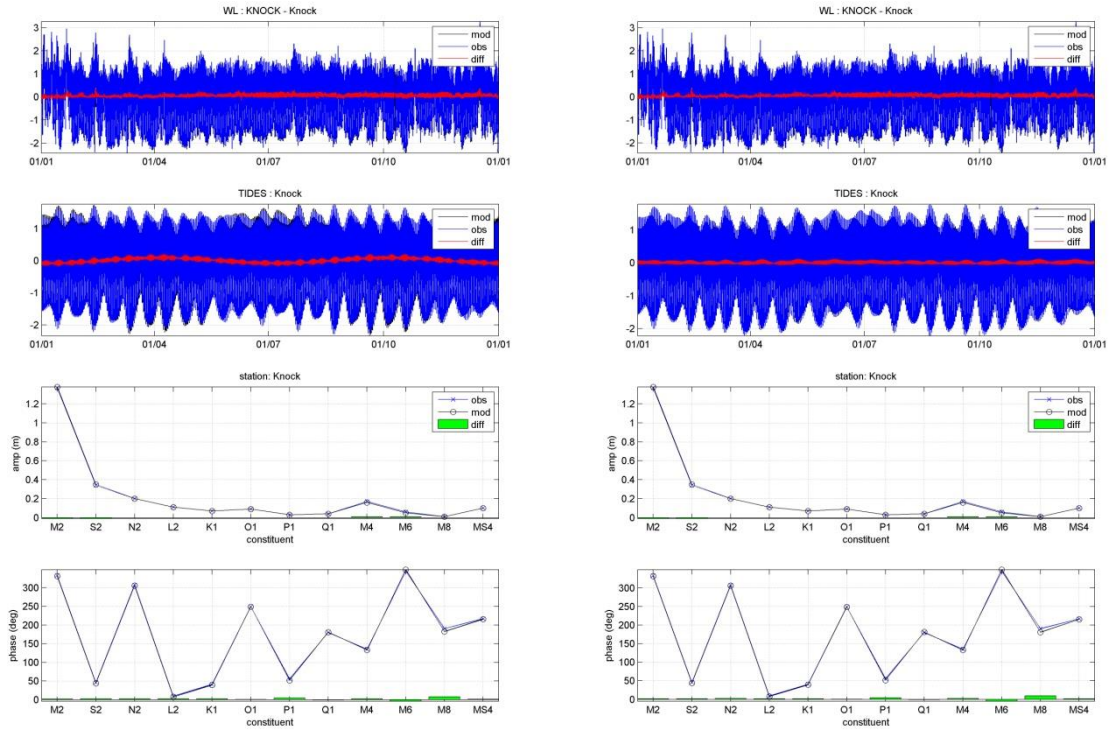 WL : KNOCK - Knock
3
2
1
0
-1
-2
mod
obs
diff
01/01 01/04 01/07 01/10 01/01
TIDES : Knock
1
0
-1
-2
mod
obs
diff
01/01 01/04 01/07 01/10 01/01
station: Knock
amp (m)
1.2
1
0.8
0.6
0.4
0.2
0
obs
mod
diff
M2 S2 N2 L2 K1 O1 P1 Q1 M4 M6 M8 MS4
constituent
phase (deg)
300
250
200
150
100
50
0
M2 S2 N2 L2 K1 O1 P1 Q1 M4 M6 M8 MS4
constituent
WL : KNOCK - Knock
3
2
1
0
-1
-2
mod
obs
diff
01/01 01/04 01/07 01/10 01/01
TIDES : Knock
1
0
-1
-2
mod
obs
diff
01/01 01/04 01/07 01/10 01/01
station: Knock
amp (m)
1.2
1
0.8
0.6
0.4
0.2
0
obs
mod
diff
M2 S2 N2 L2 K1 O1 P1 Q1 M4 M6 M8 MS4
constituent
phase (deg)
300
250
200
150
100
50
0
M2 S2 N2 L2 K1 O1 P1 Q1 M4 M6 M8 MS4
constituent